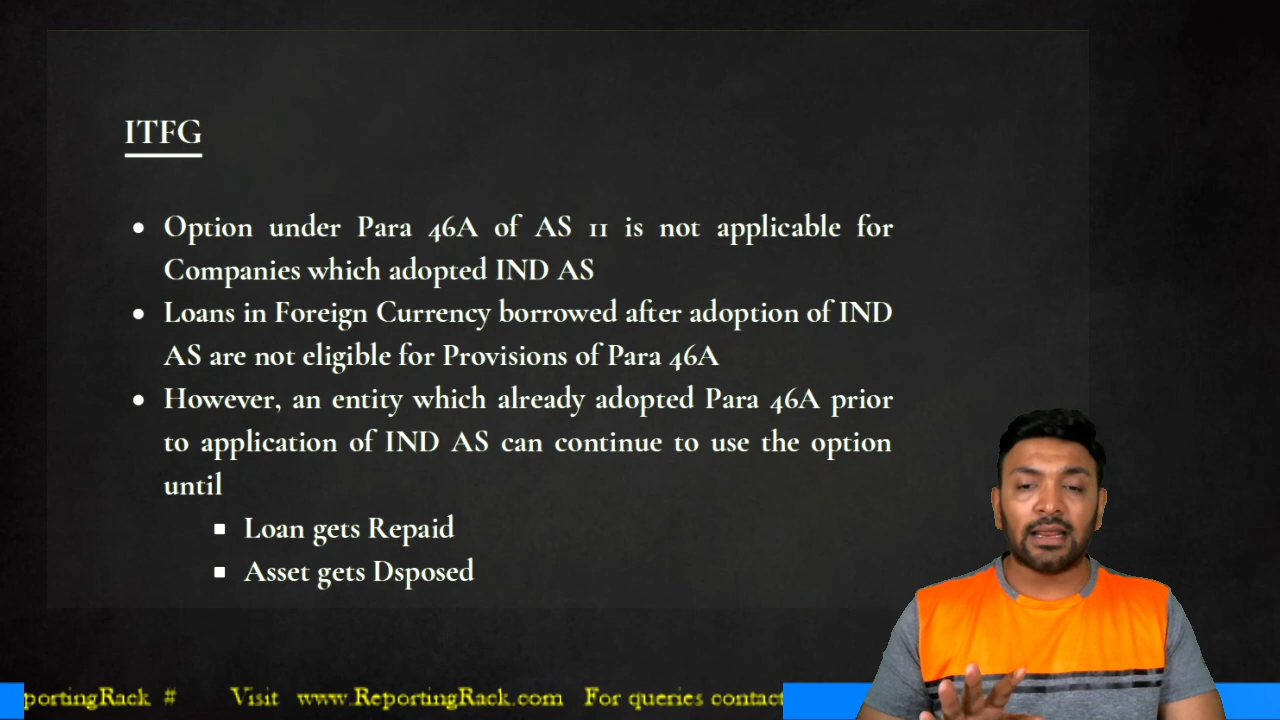 ITFG
• Option under Para 46A of AS 11 is not applicable for
Companies which adopted IND AS
• Loans in Foreign Currency borrowed after adoption of IND
AS are not eligible for Provisions of Para 46A
• However, an entity which already adopted Para 46A prior
to application of IND AS can continue to use the option
until
▪ Loan gets Repaid
▪ Asset gets Dsposed
portingRack # Visit www.ReportingRack.com For queries contact